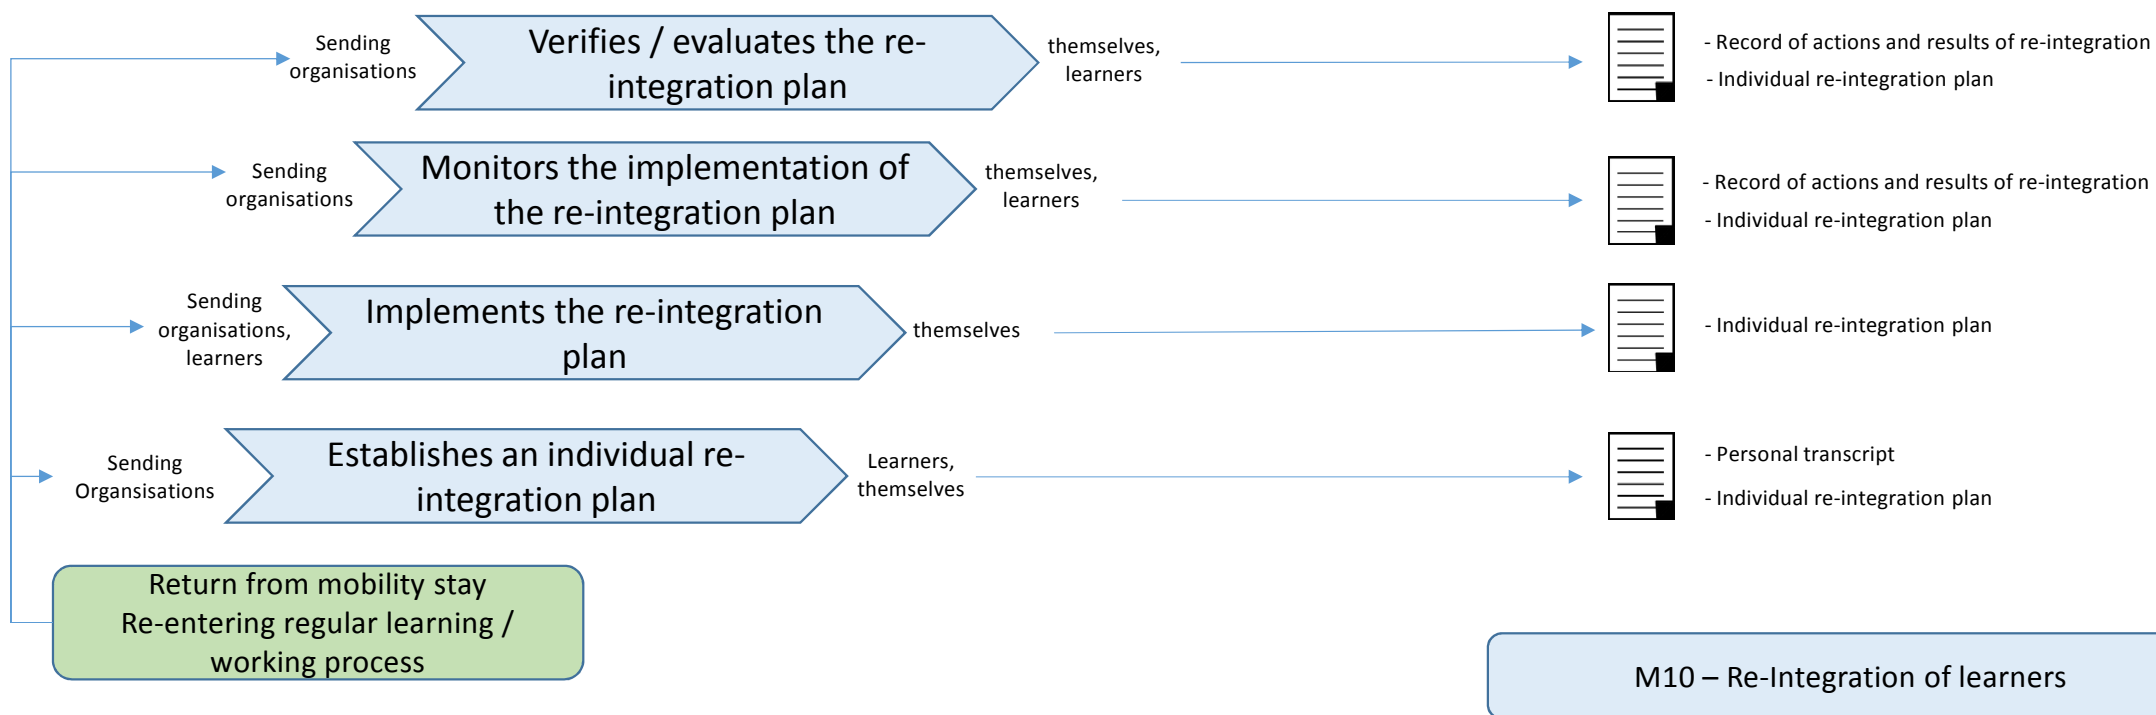 Sending
organisations
Verifies / evaluates the re-
integration plan
themselves,
learners
- Record of actions and results of re-integration
- Individual re-integration plan
Sending
organisations
Monitors the implementation of
the re-integration plan
themselves,
learners
- Record of actions and results of re-integration
- Individual re-integration plan
Sending
organisations,
learners
Implements the re-integration
plan
themselves
- Individual re-integration plan
Sending
Organsisations
Establishes an individual re-
integration plan
Learners,
themselves
- Personal transcript
- Individual re-integration plan
Return from mobility stay
Re-entering regular learning /
working process
M10 – Re-Integration of learners